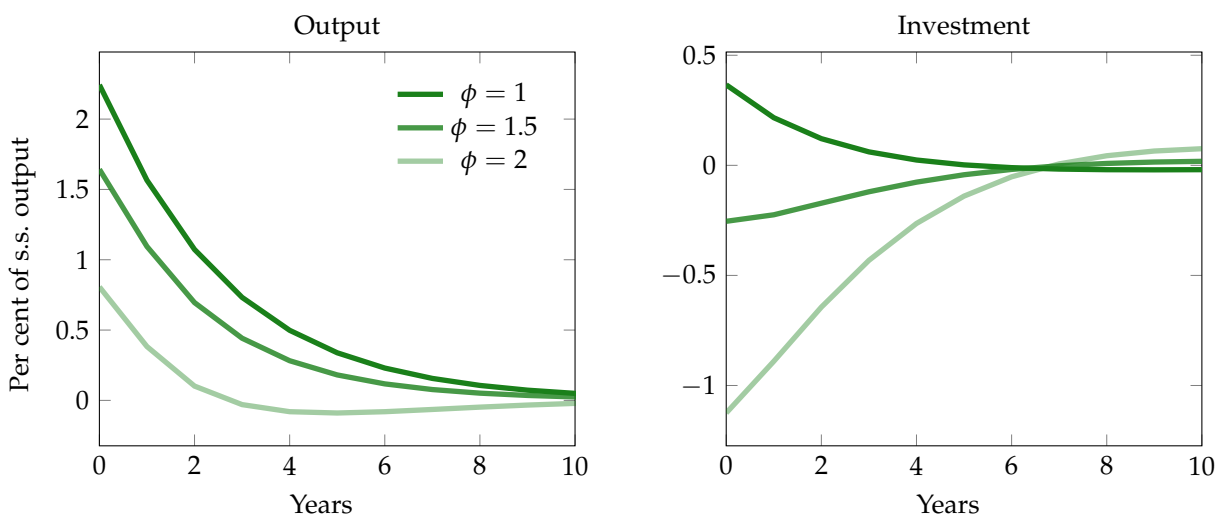 Output
Per cent of s.s. output
2
1.5
1
0.5
0
ϕ = 1
ϕ = 1.5
ϕ = 2
0 2 4 6 8 10
Years
Investment
0.5
0
−0.5
−1
0 2 4 6 8 10
Years